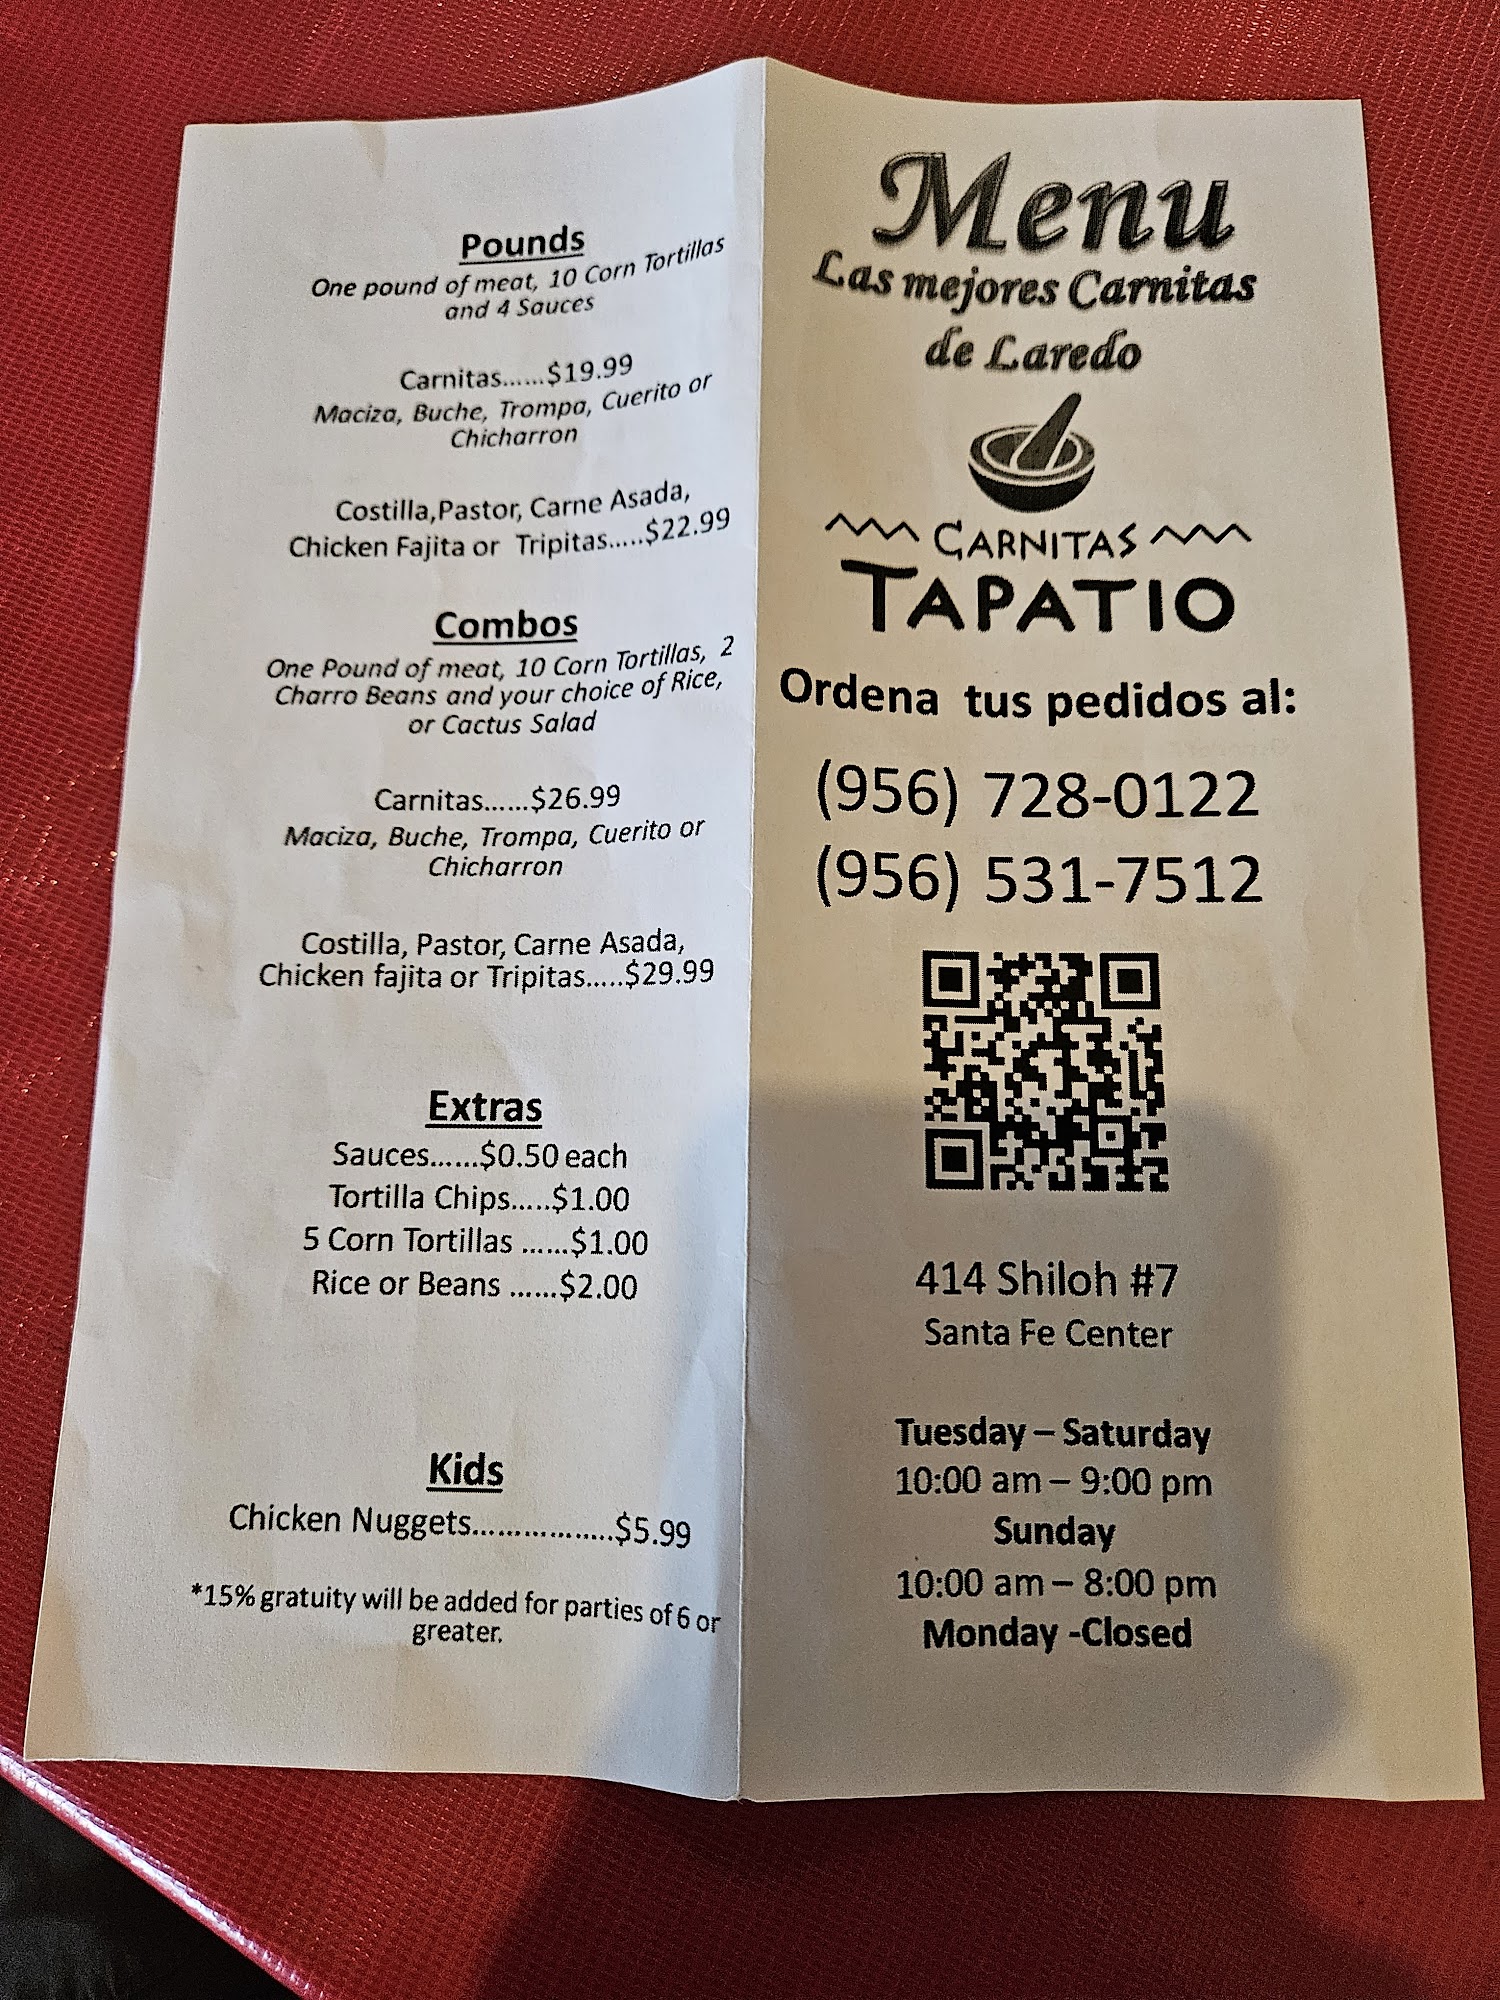 Pounds
One pound of meat, 10 Corn Tortillas
and 4 Sauces
Carnitas......$19.99
Maciza, Buche, Trompa, Cuerito or
Chicharron
Costilla,Pastor, Carne Asada,
Chicken Fajita or Tripitas.....$22.99
Combos
One Pound of meat, 10 Corn Tortillas, 2
Charro Beans and your choice of Rice,
or Cactus Salad
Carnitas......$26.99
Maciza, Buche, Trompa, Cuerito or
Chicharron
Costilla, Pastor, Carne Asada,
Chicken fajita or Tripitas.....$29.99
Extras
Sauces......$0.50 each
Tortilla Chips.....$1.00
5 Corn Tortillas ......$1.00
Rice or Beans ......$2.00
Kids
Chicken Nuggets..................$5.99
*15% gratuity will be added for parties of 6 or
greater.
Menu
Las mejores Carnitas
de Laredo
CARNITAS
TAPATIO
Ordena tus pedidos al:
(956) 728-0122
(956) 531-7512
414 Shiloh #7
Santa Fe Center
Tuesday – Saturday
10:00 am – 9:00 pm
Sunday
10:00 am – 8:00 pm
Monday -Closed